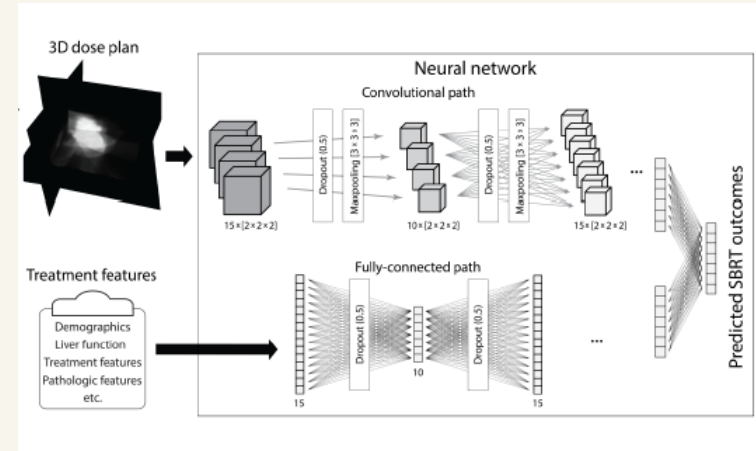 3D dose plan
Neural network
Convolutional path
Dropout (0.5)
Maxpooling [3 × 3 × 3]
Dropout (0.5)
Maxpooling [3 × 3 × 3]
...
15 × [2 × 2 × 2]
10 × [2 × 2 × 2]
15 × [2 × 2 × 2]
Predicted SBRT outcomes
Treatment features
Demographics
Liver function
Treatment features
Pathologic features
etc.
Fully-connected path
Dropout (0.5)
Dropout (0.5)
...
15
10
15